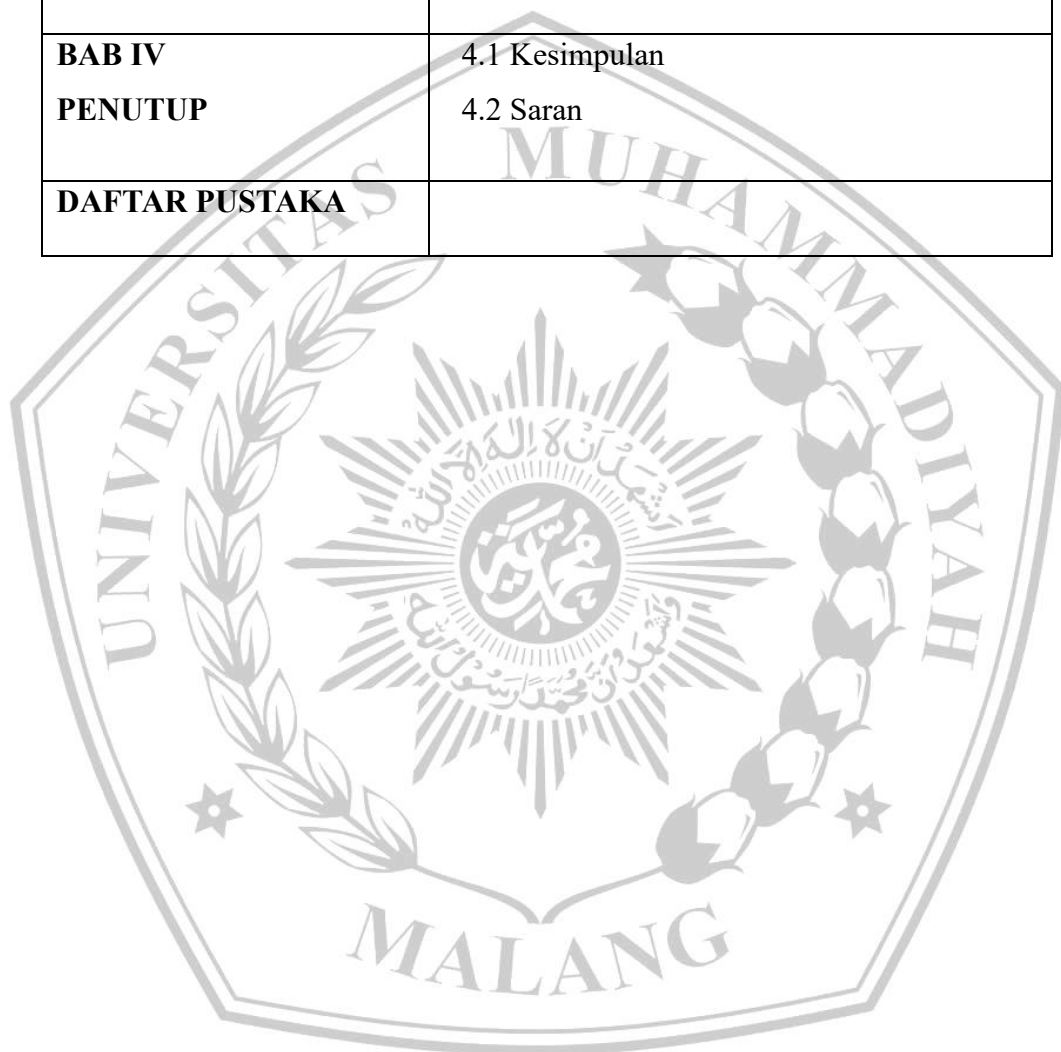 BAB IV
4.1 Kesimpulan
PENUTUP
4.2 Saran
DAFTAR PUSTAKA
UNIVERSITAS MUHAMMADIYAH
MALANG